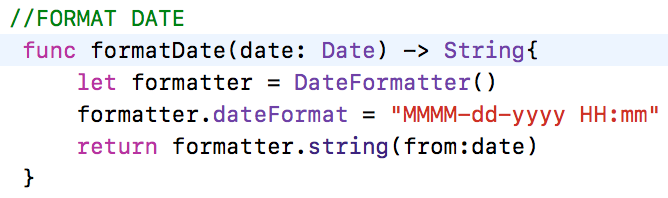 //FORMAT DATE
func formatDate(date: Date) -> String{
let formatter = DateFormatter()
formatter.dateFormat = "MMMM-dd-yyyy HH:mm"
return formatter.string(from:date)
}